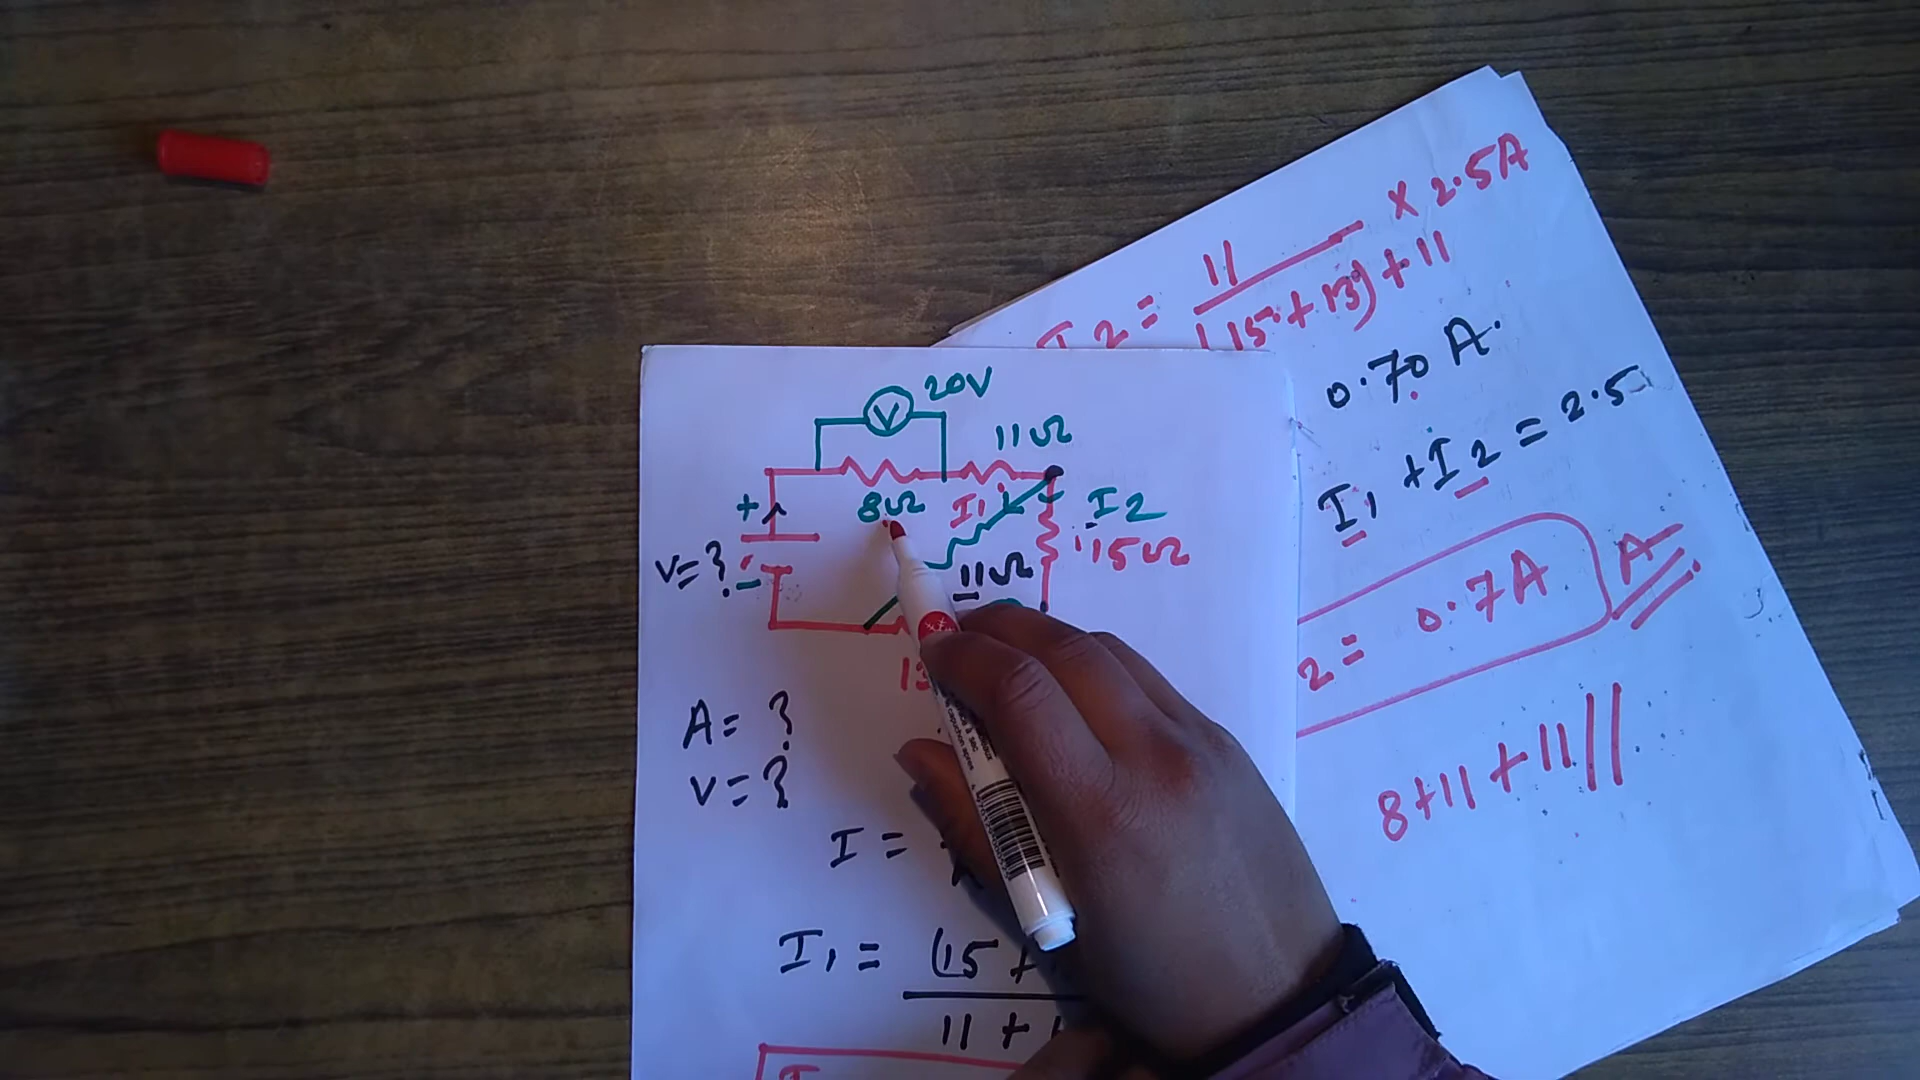 × 2.5A
11
I2 =
(15 + 13) + 11
0.70 A.
I1 + I2 = 2.5
2 = 0.7A
A
8+11+11||
20V
V
11Ω
+
8Ω
I1
I2
15Ω
V=?
-
11Ω
13
A = ?
V = ?
I =
I1 = (15 +
11 +
I